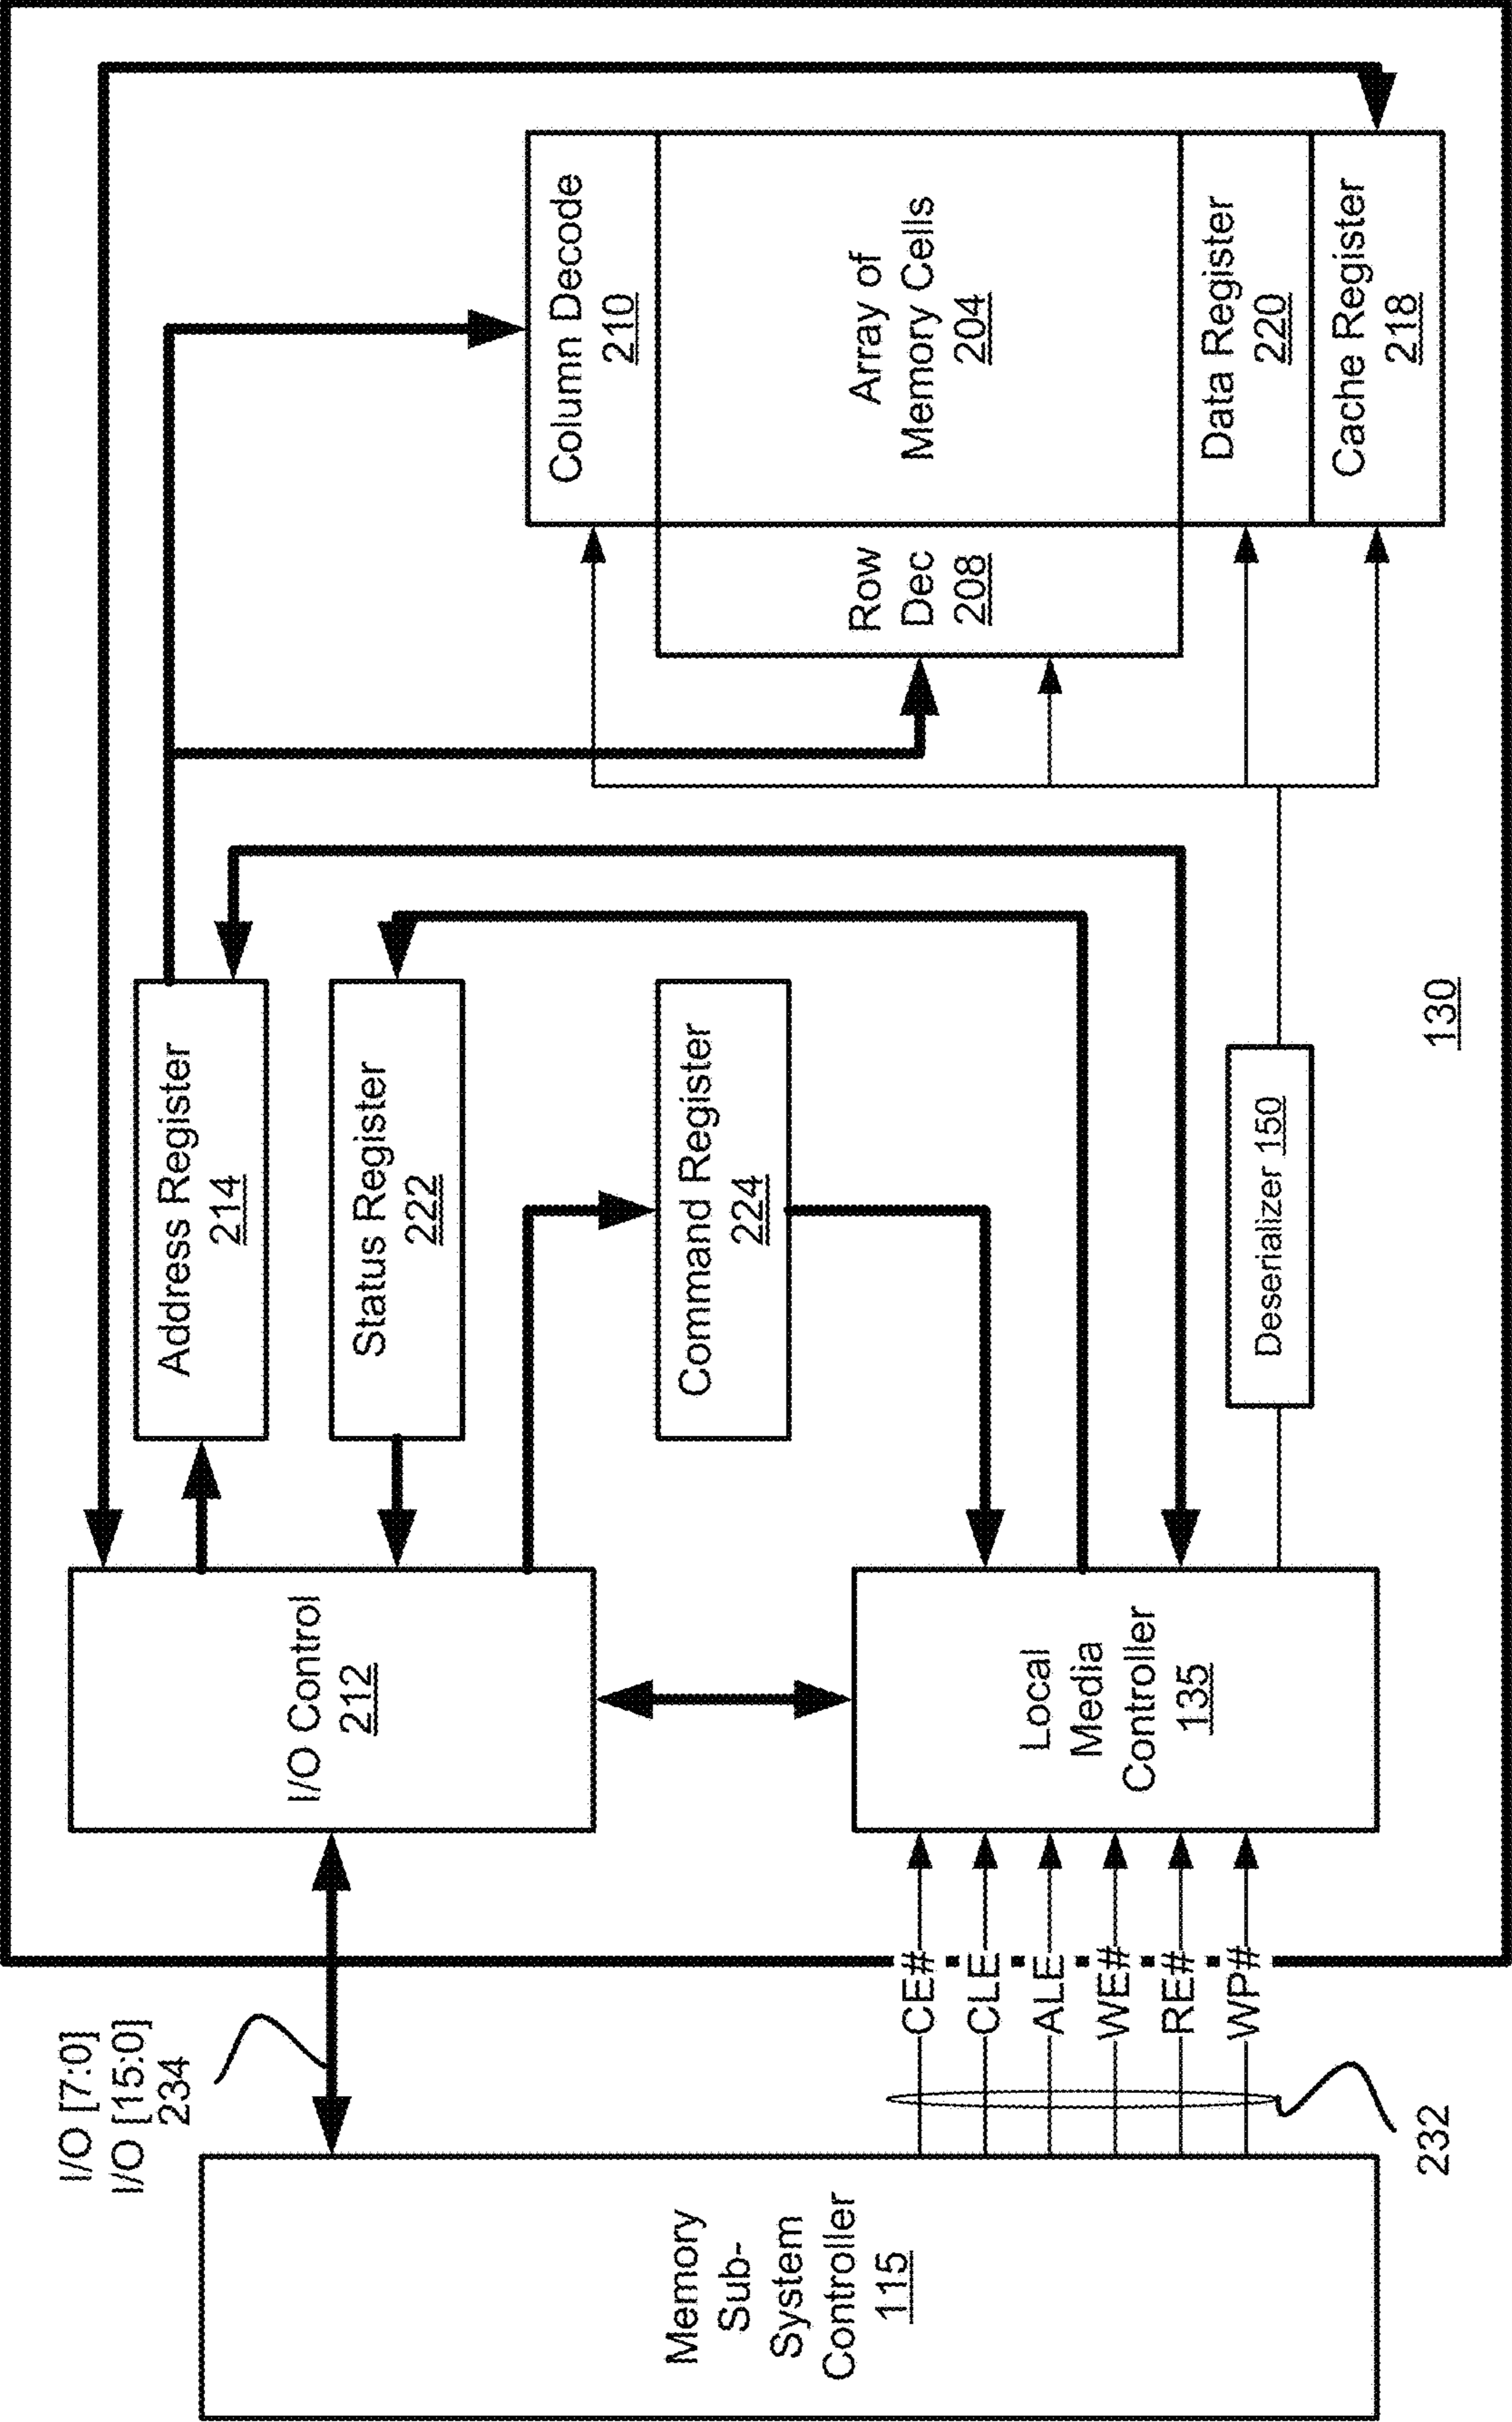 I/O [7:0]
I/O [15:0]
234
Memory
Sub-
System
Controller
115
CE#
CLE
ALE
WE#
RE#
WP#
232
I/O Control
212
Local
Media
Controller
135
Address Register
214
Status Register
222
Command Register
224
Deserializer 150
130
Row
Dec
208
Column Decode
210
Array of
Memory Cells
204
Data Register
220
Cache Register
218